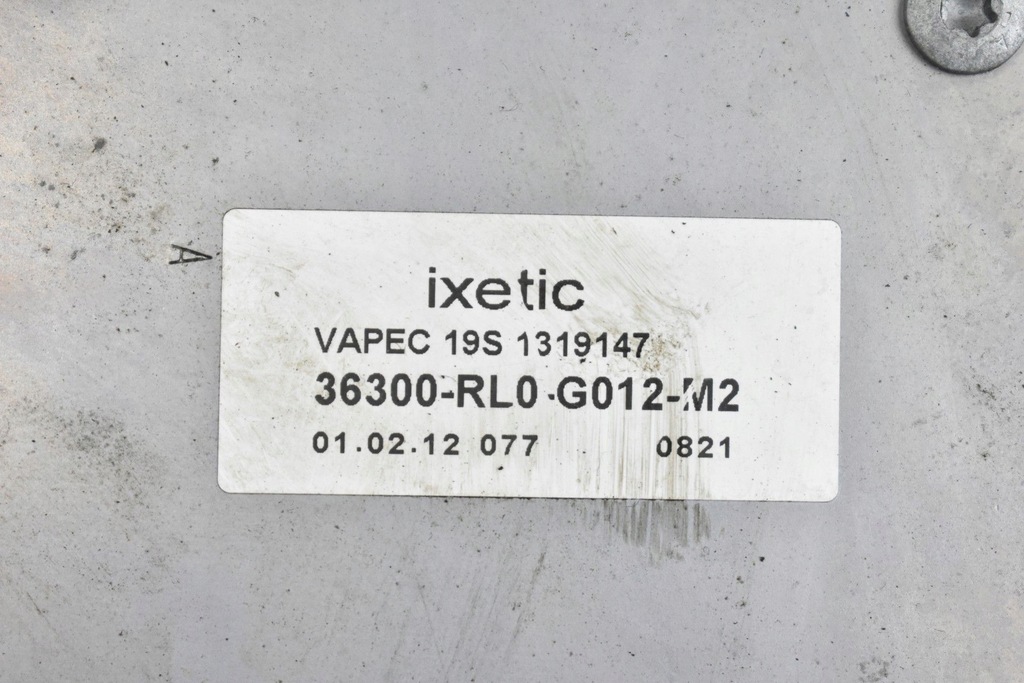 A
ixetic
VAPEC 19S 1319147
36300-RL0-G012-M2
01.02.12 077 0821